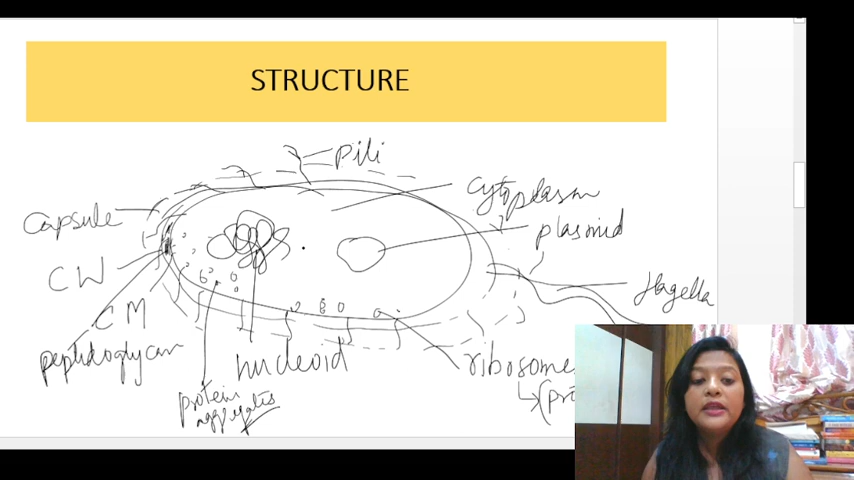 STRUCTURE
pili
cytoplasm
Capsule
plasmid
CW
flagella
CM
peptidoglycan
nucleoid
ribosome
protein
aggregates